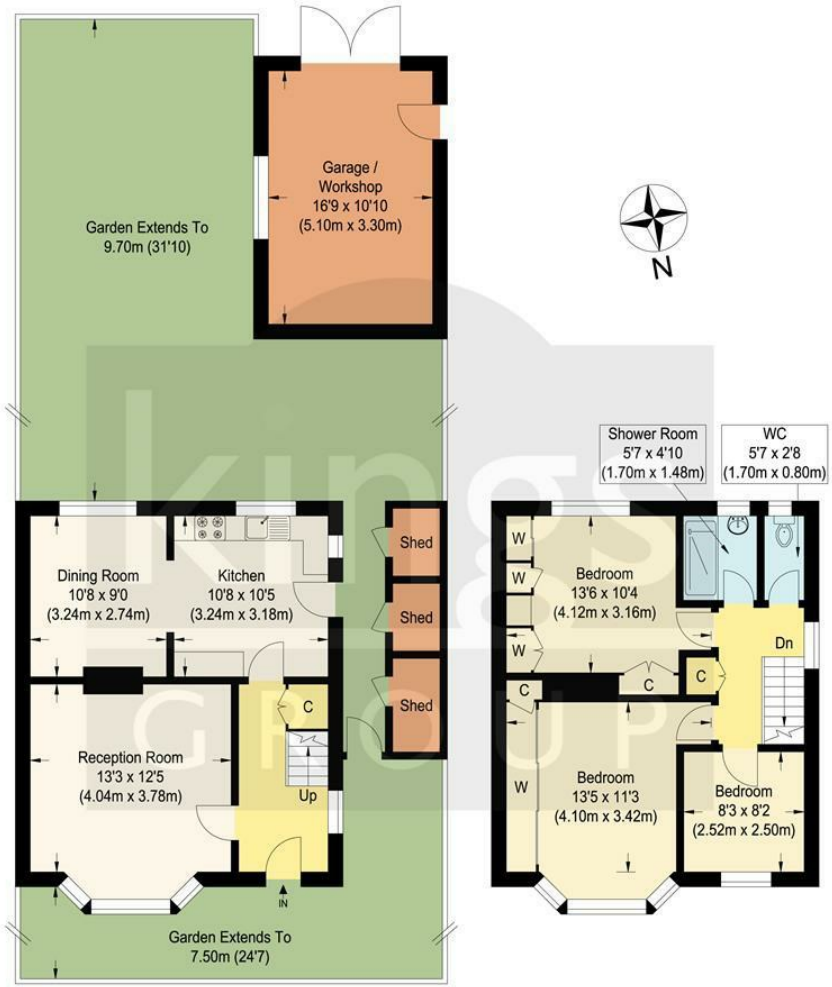 Garage /
Workshop
16'9 x 10'10
(5.10m x 3.30m)
Garden Extends To
9.70m (31'10)
N
Shower Room
5'7 x 4'10
(1.70m x 1.48m)
WC
5'7 x 2'8
(1.70m x 0.80m)
Dining Room
10'8 x 9'0
(3.24m x 2.74m)
Kitchen
10'8 x 10'5
(3.24m x 3.18m)
Shed
Shed
Shed
C
Reception Room
13'3 x 12'5
(4.04m x 3.78m)
Up
IN
Garden Extends To
7.50m (24'7)
W
W
W
Bedroom
13'6 x 10'4
(4.12m x 3.16m)
Dn
C
C
C
W
Bedroom
13'5 x 11'3
(4.10m x 3.42m)
Bedroom
8'3 x 8'2
(2.52m x 2.50m)
kings
GROUP